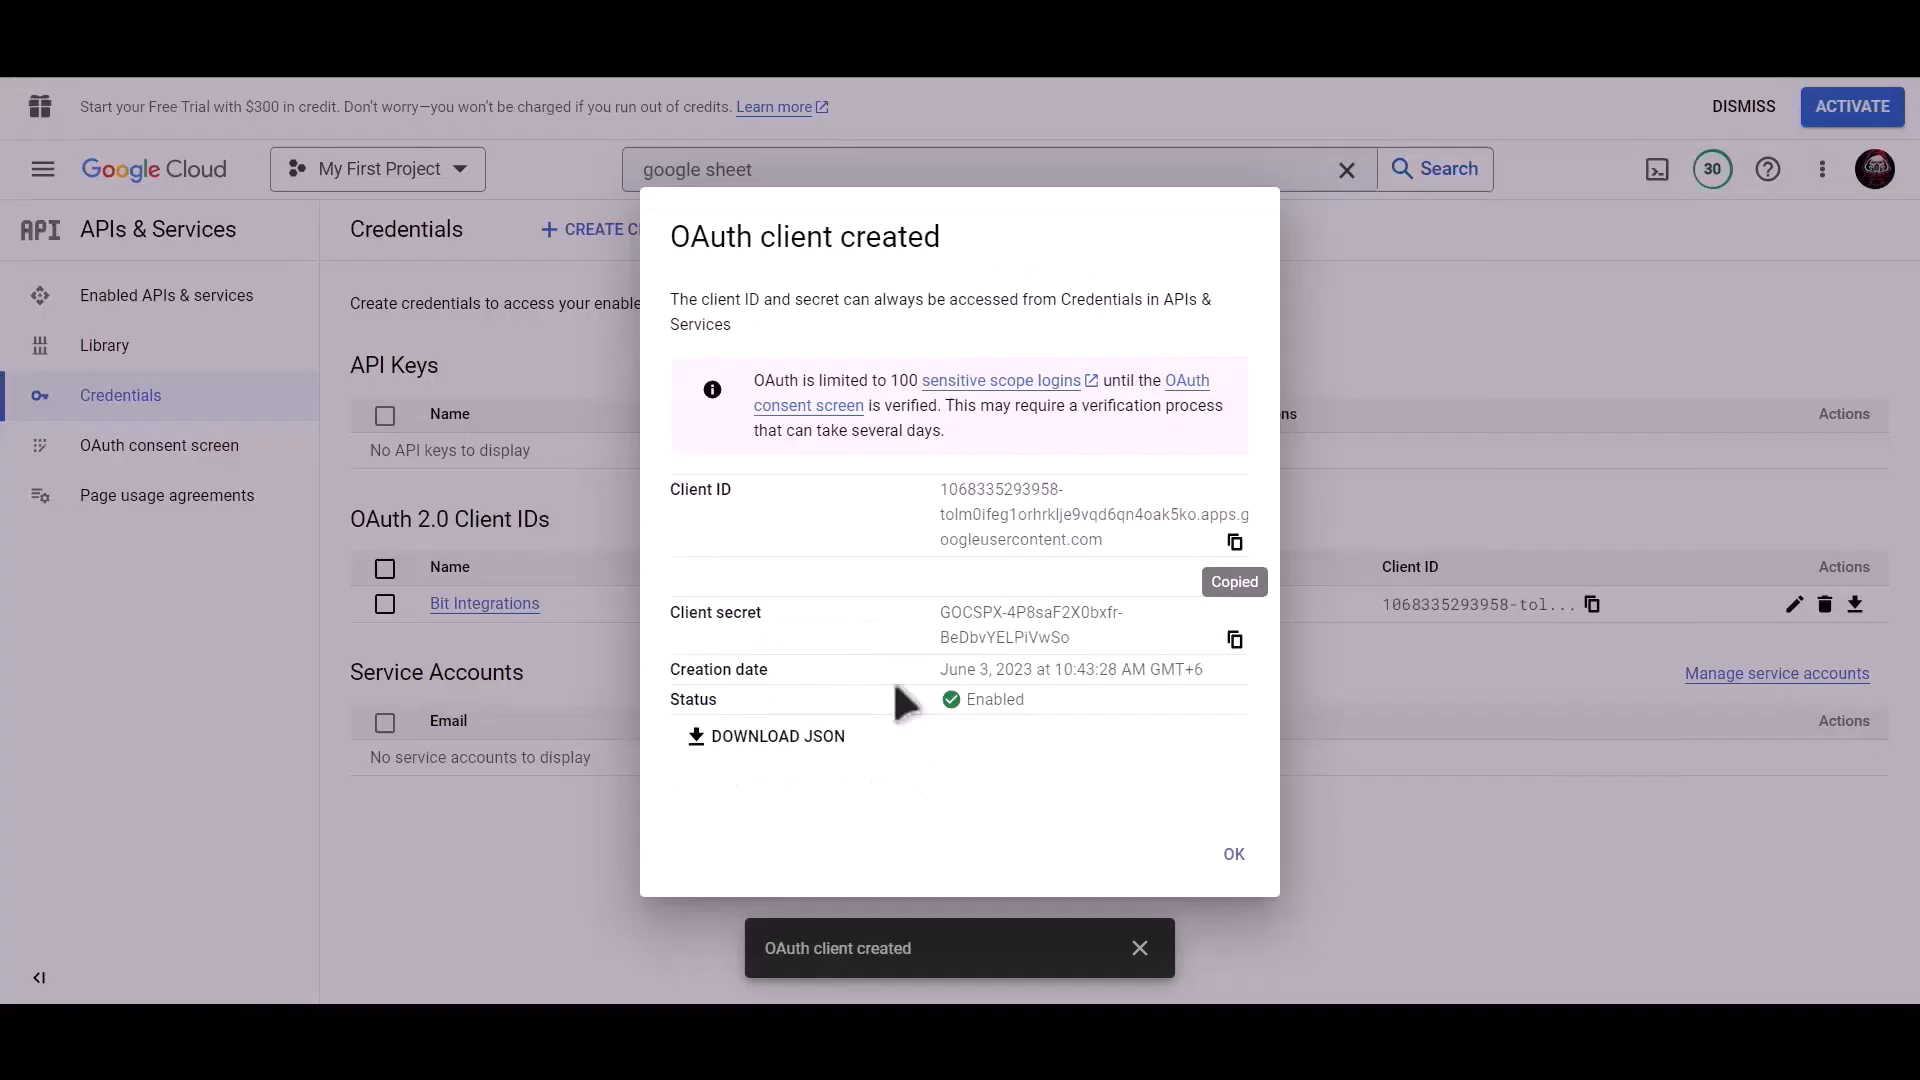 Start your Free Trial with $300 in credit. Don't worry—you won't be charged if you run out of credits. Learn more
DISMISS
ACTIVATE
Google Cloud
My First Project
google sheet
Search
30
API
APIs & Services
Credentials
CREATE C
Enabled APIs & services
Library
Credentials
OAuth consent screen
Page usage agreements
Create credentials to access your enable
API Keys
Name
ns
Actions
No API keys to display
OAuth 2.0 Client IDs
Name
Client ID
Actions
Bit Integrations
1068335293958-tol...
Service Accounts
Manage service accounts
Email
Actions
No service accounts to display
OAuth client created
The client ID and secret can always be accessed from Credentials in APIs &
Services
OAuth is limited to 100 sensitive scope logins until the OAuth
consent screen is verified. This may require a verification process
that can take several days.
Client ID
1068335293958-
tolm0ifeg1orhrklje9vqd6qn4oak5ko.apps.g
oogleusercontent.com
Copied
Client secret
GOCSPX-4P8saF2X0bxfr-
BeDbvYELPiVwSo
Creation date
June 3, 2023 at 10:43:28 AM GMT+6
Status
Enabled
DOWNLOAD JSON
OK
OAuth client created